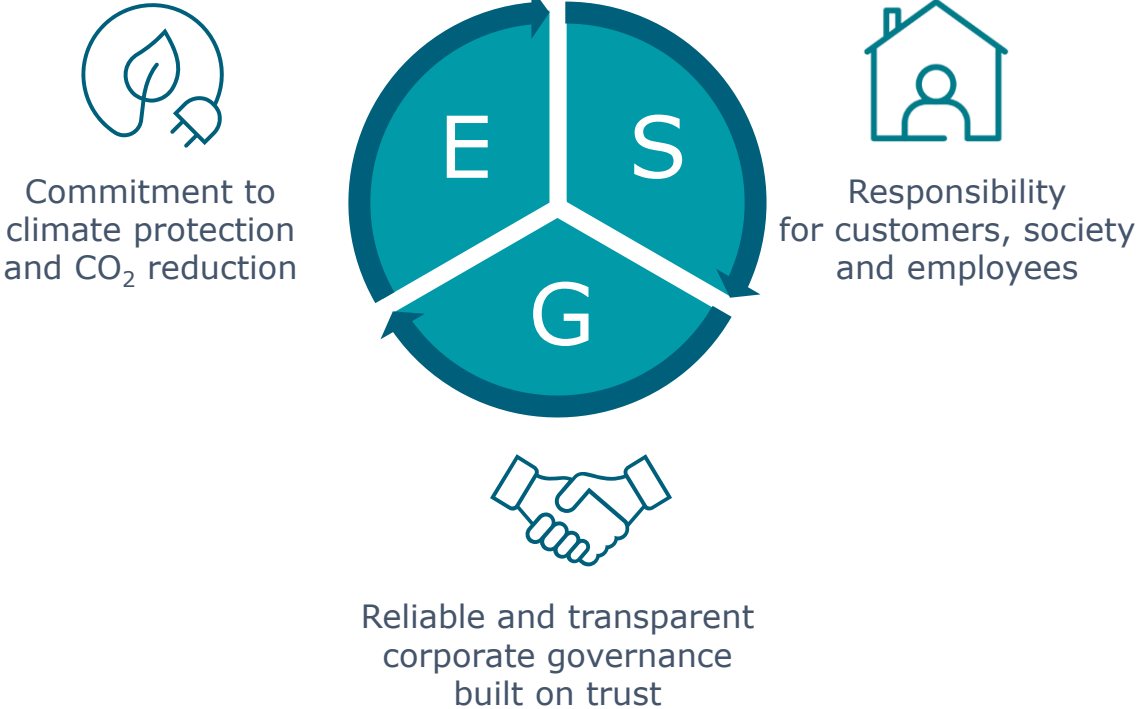 E
S
G
Commitment to
climate protection
and CO₂ reduction
Responsibility
for customers, society
and employees
Reliable and transparent
corporate governance
built on trust